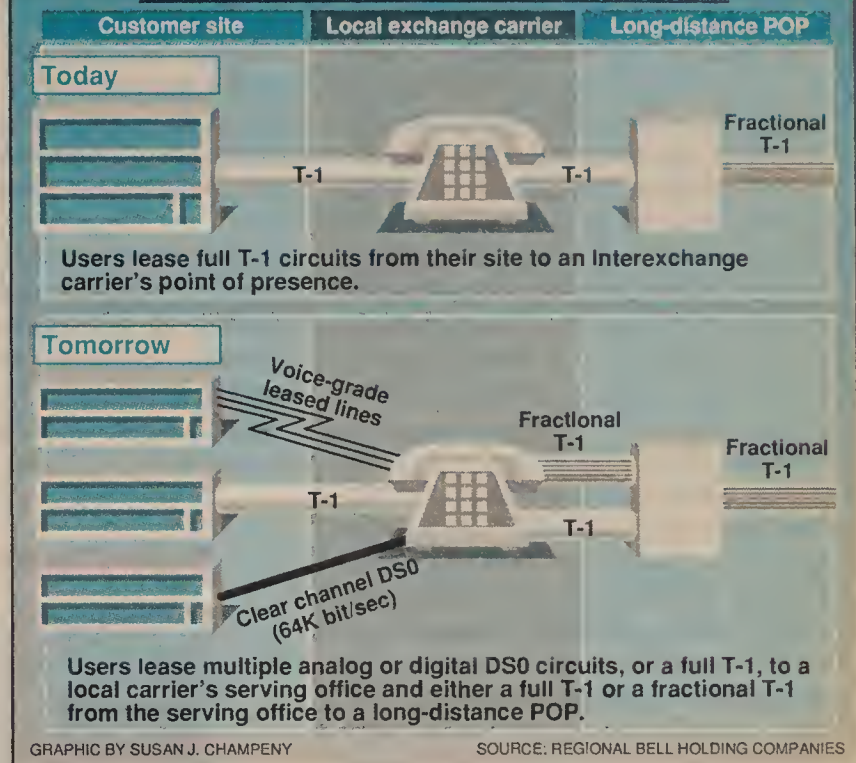 Customer site Local exchange carrier Long-distance POP
Today
Fractional
T-1
T-1 T-1
Users lease full T-1 circuits from their site to an Interexchange
carrier's point of presence.
Tomorrow
Voice-grade
leased lines
Fractional
T-1
Fractional
T-1
T-1
T-1
Clear channel DS0
(64K bit/sec)
Users lease multiple analog or digital DS0 circuits, or a full T-1, to a
local carrier's serving office and either a full T-1 or a fractional T-1
from the serving office to a long-distance POP.
GRAPHIC BY SUSAN J. CHAMPENY SOURCE: REGIONAL BELL HOLDING COMPANIES